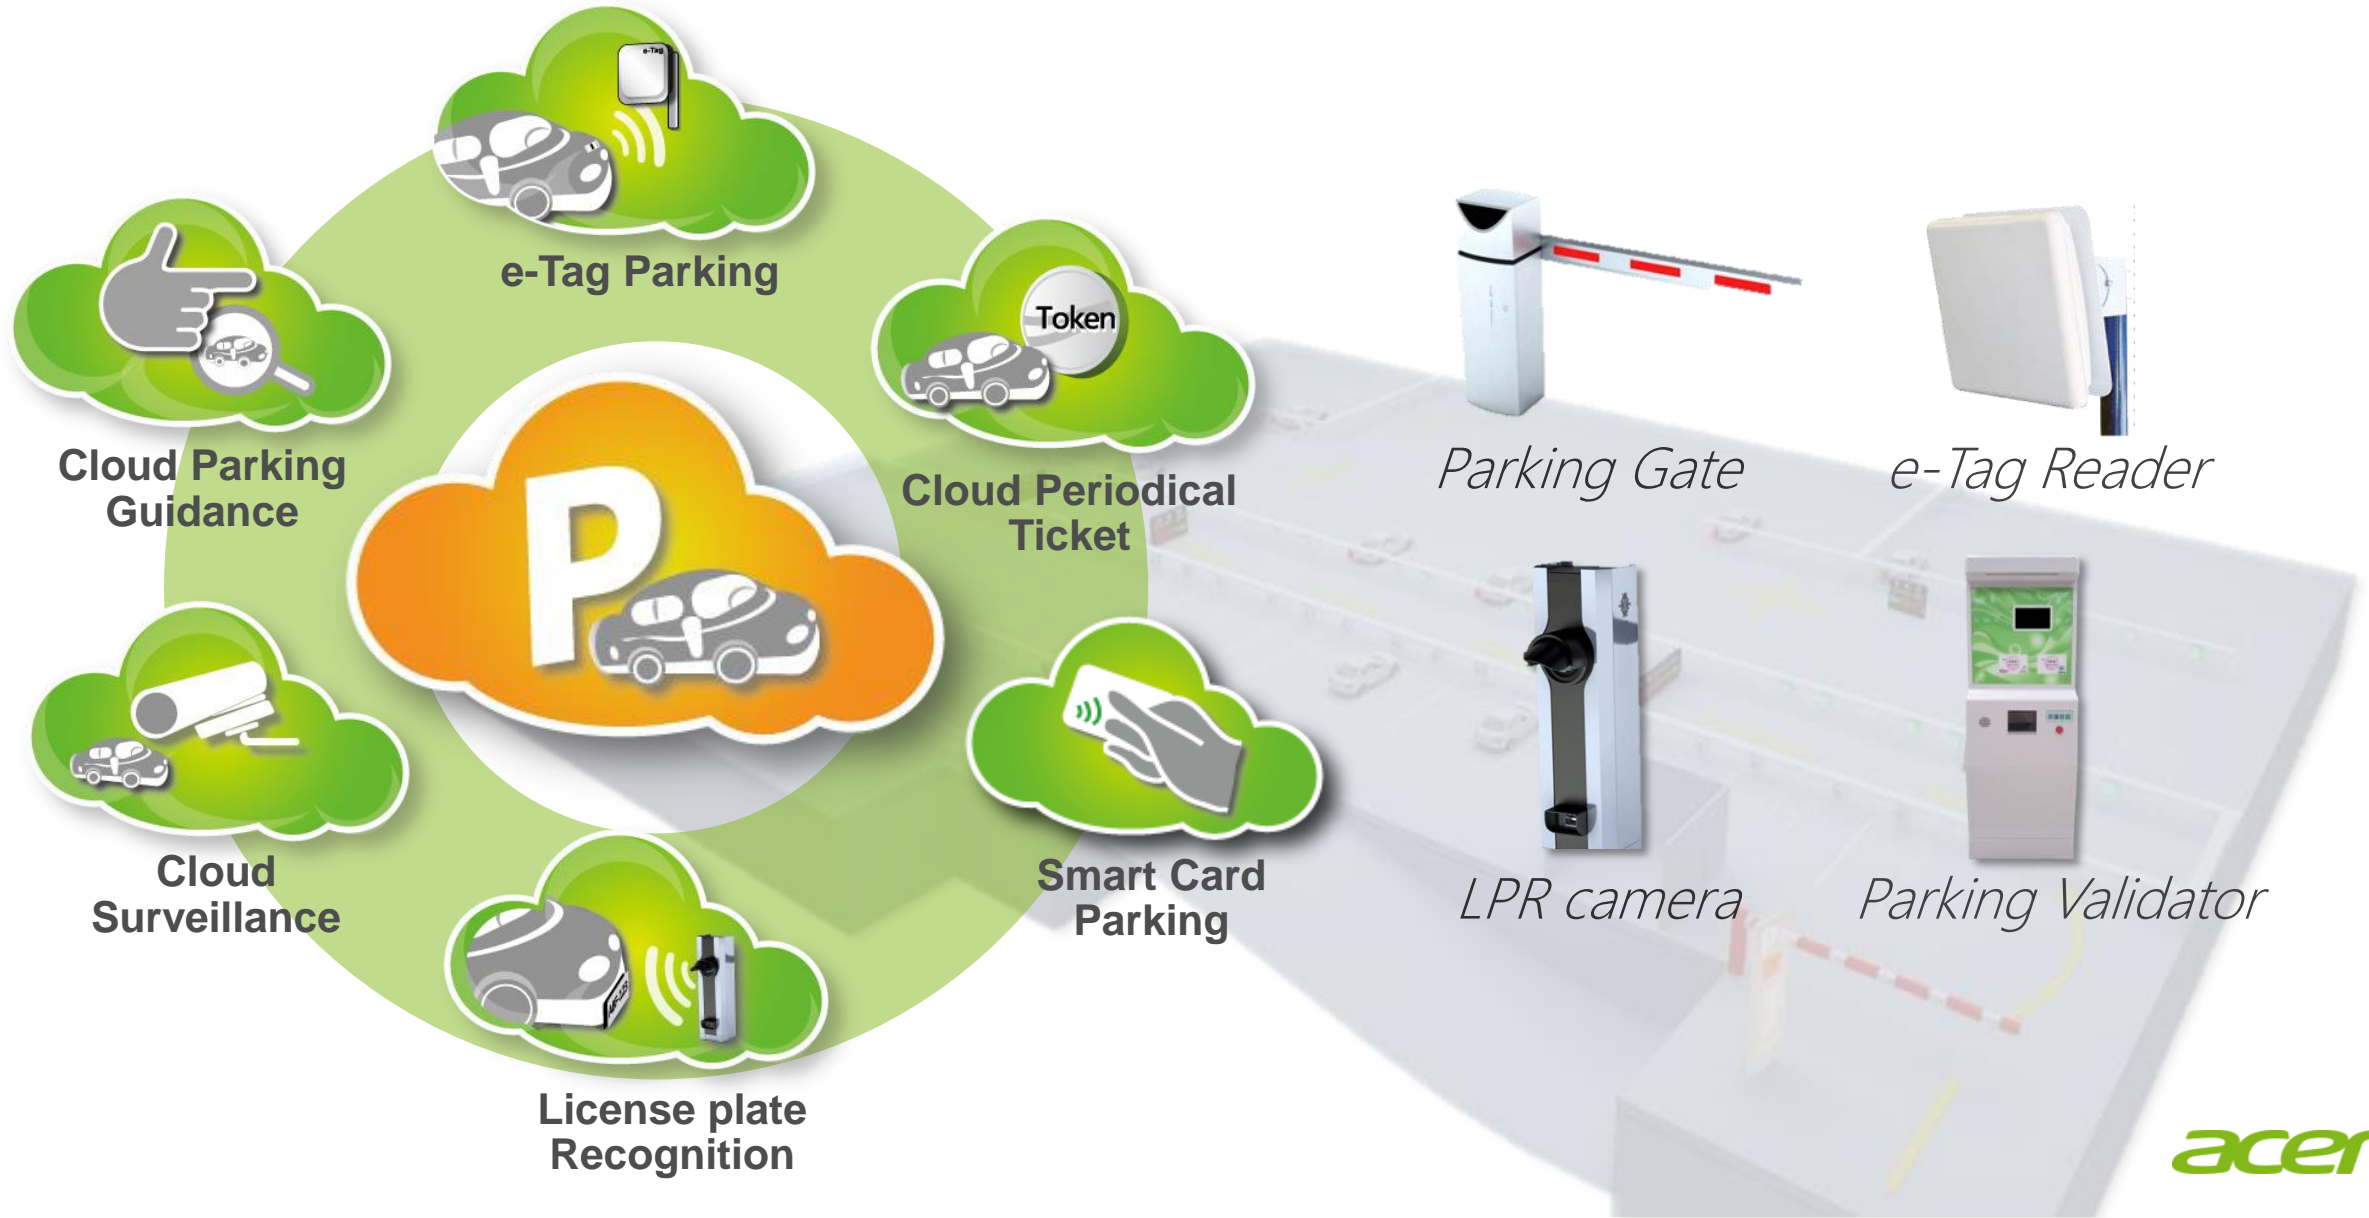 e-Tag
e-Tag Parking
Token
Cloud Periodical
Ticket
Cloud Parking
Guidance
P
Smart Card
Parking
Cloud
Surveillance
License plate
Recognition
Parking Gate
e-Tag Reader
LPR camera
Parking Validator
acer